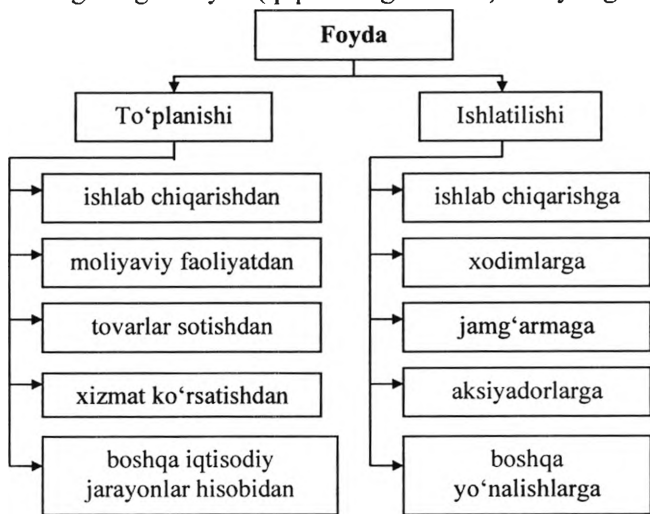 Foyda
To‘planishi
Ishlatilishi
ishlab chiqarishdan
ishlab chiqarishga
moliyaviy faoliyatdan
xodimlarga
tovarlar sotishdan
jamg‘armaga
xizmat ko‘rsatishdan
aksiyadorlarga
boshqa iqtisodiy
jarayonlar hisobidan
boshqa
yo‘nalishlarga